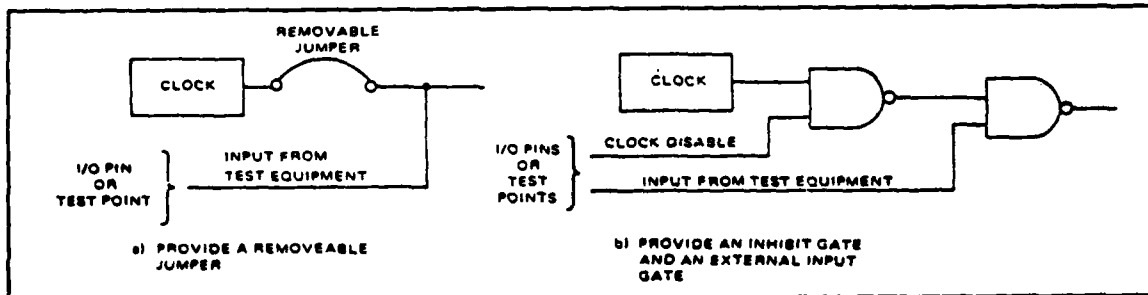 REMOVABLE
JUMPER
CLOCK
I/O PIN
OR
TEST POINT
INPUT FROM
TEST EQUIPMENT
a) PROVIDE A REMOVEABLE
JUMPER
CLOCK
I/O PINS
OR
TEST
POINTS
CLOCK DISABLE
INPUT FROM TEST EQUIPMENT
b) PROVIDE AN INHIBIT GATE
AND AN EXTERNAL INPUT
GATE